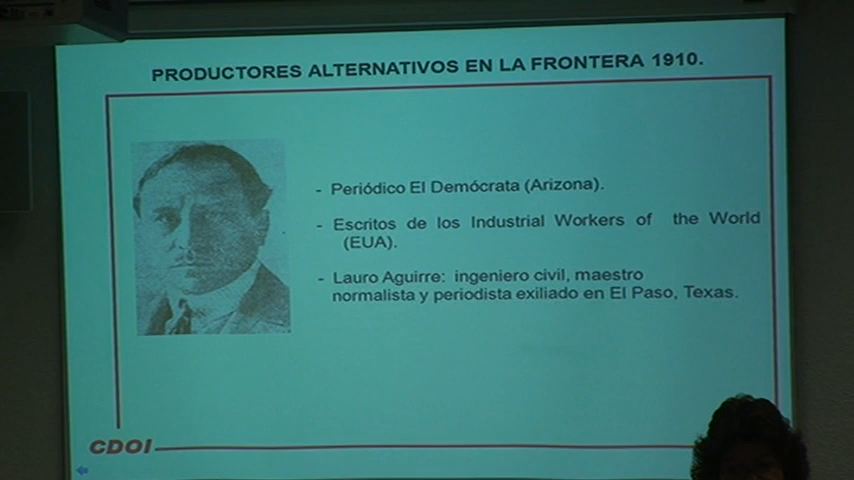 PRODUCTORES ALTERNATIVOS EN LA FRONTERA 1910.
- Periódico El Demócrata (Arizona).
- Escritos de los Industrial Workers of the World
(EUA).
- Lauro Aguirre: ingeniero civil, maestro
normalista y periodista exiliado en El Paso, Texas.
CDOI